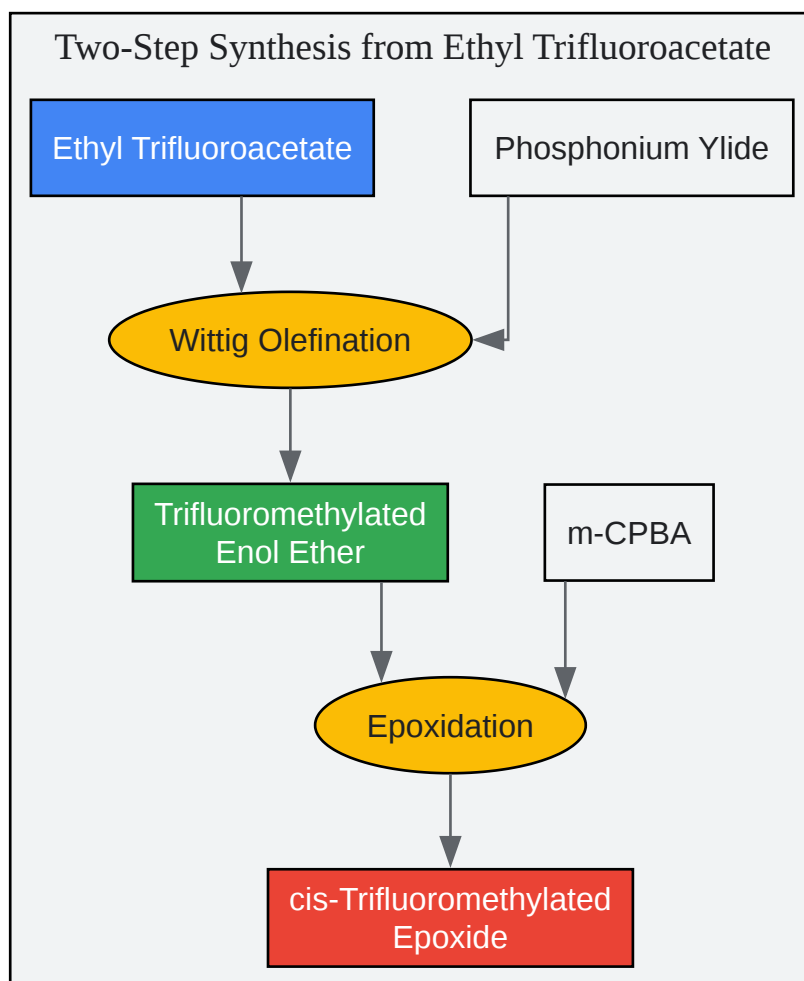 Two-Step Synthesis from Ethyl Trifluoroacetate
Ethyl Trifluoroacetate
Phosphonium Ylide
Wittig Olefination
Trifluoromethylated
Enol Ether
m-CPBA
Epoxidation
cis-Trifluoromethylated
Epoxide